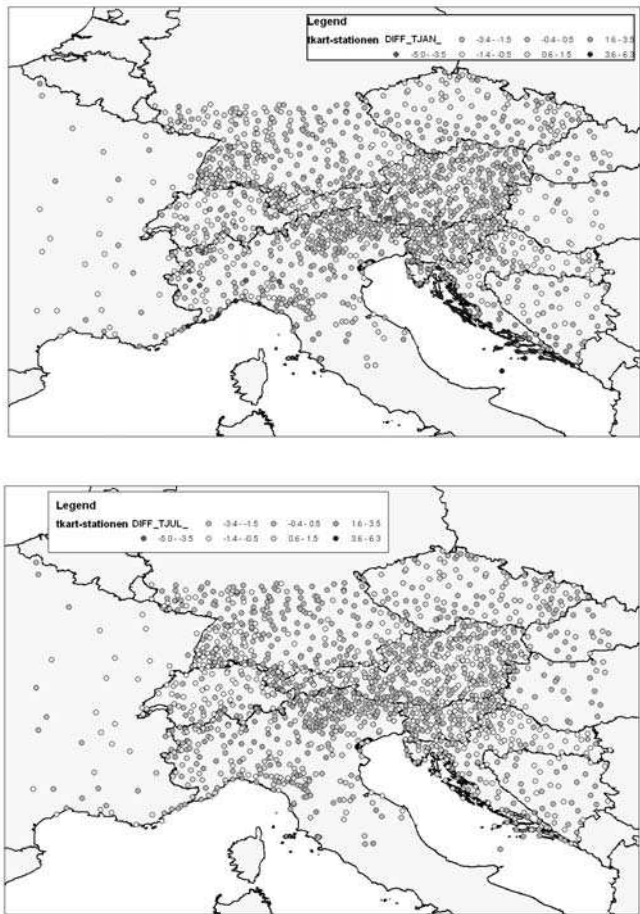 Legend
tkart-stationen DIFF_TJAN_ -3.4--1.5 -0.4-0.5 1.6-3.5
-5.0--3.5 -1.4--0.5 0.6-1.5 3.6-6.3
Legend
tkart-stationen DIFF_TJUL_ -3.4--1.5 -0.4-0.5 1.6-3.5
-5.0--3.5 -1.4--0.5 0.6-1.5 3.6-6.3